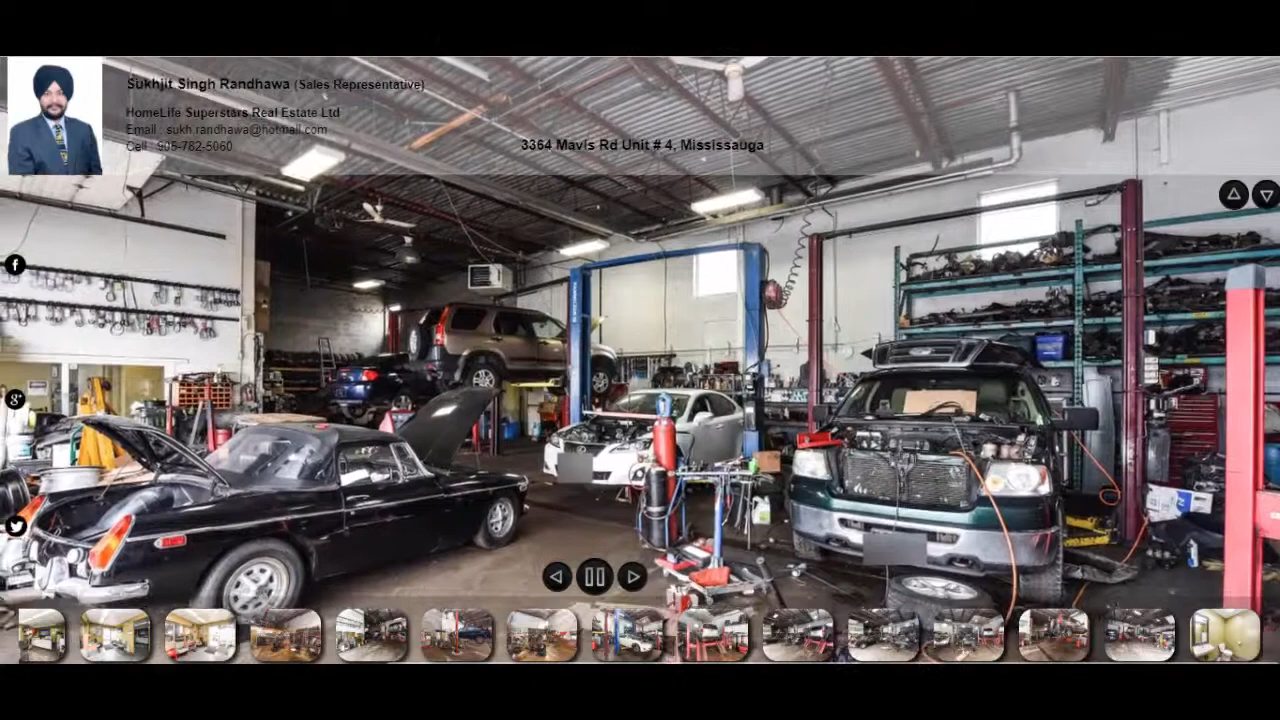 Sukhjit Singh Randhawa (Sales Representative)
HomeLife Superstars Real Estate Ltd
Email : sukh.randhawa@hotmail.com
Cell : 905-782-5060
3364 Mavis Rd Unit # 4, Mississauga